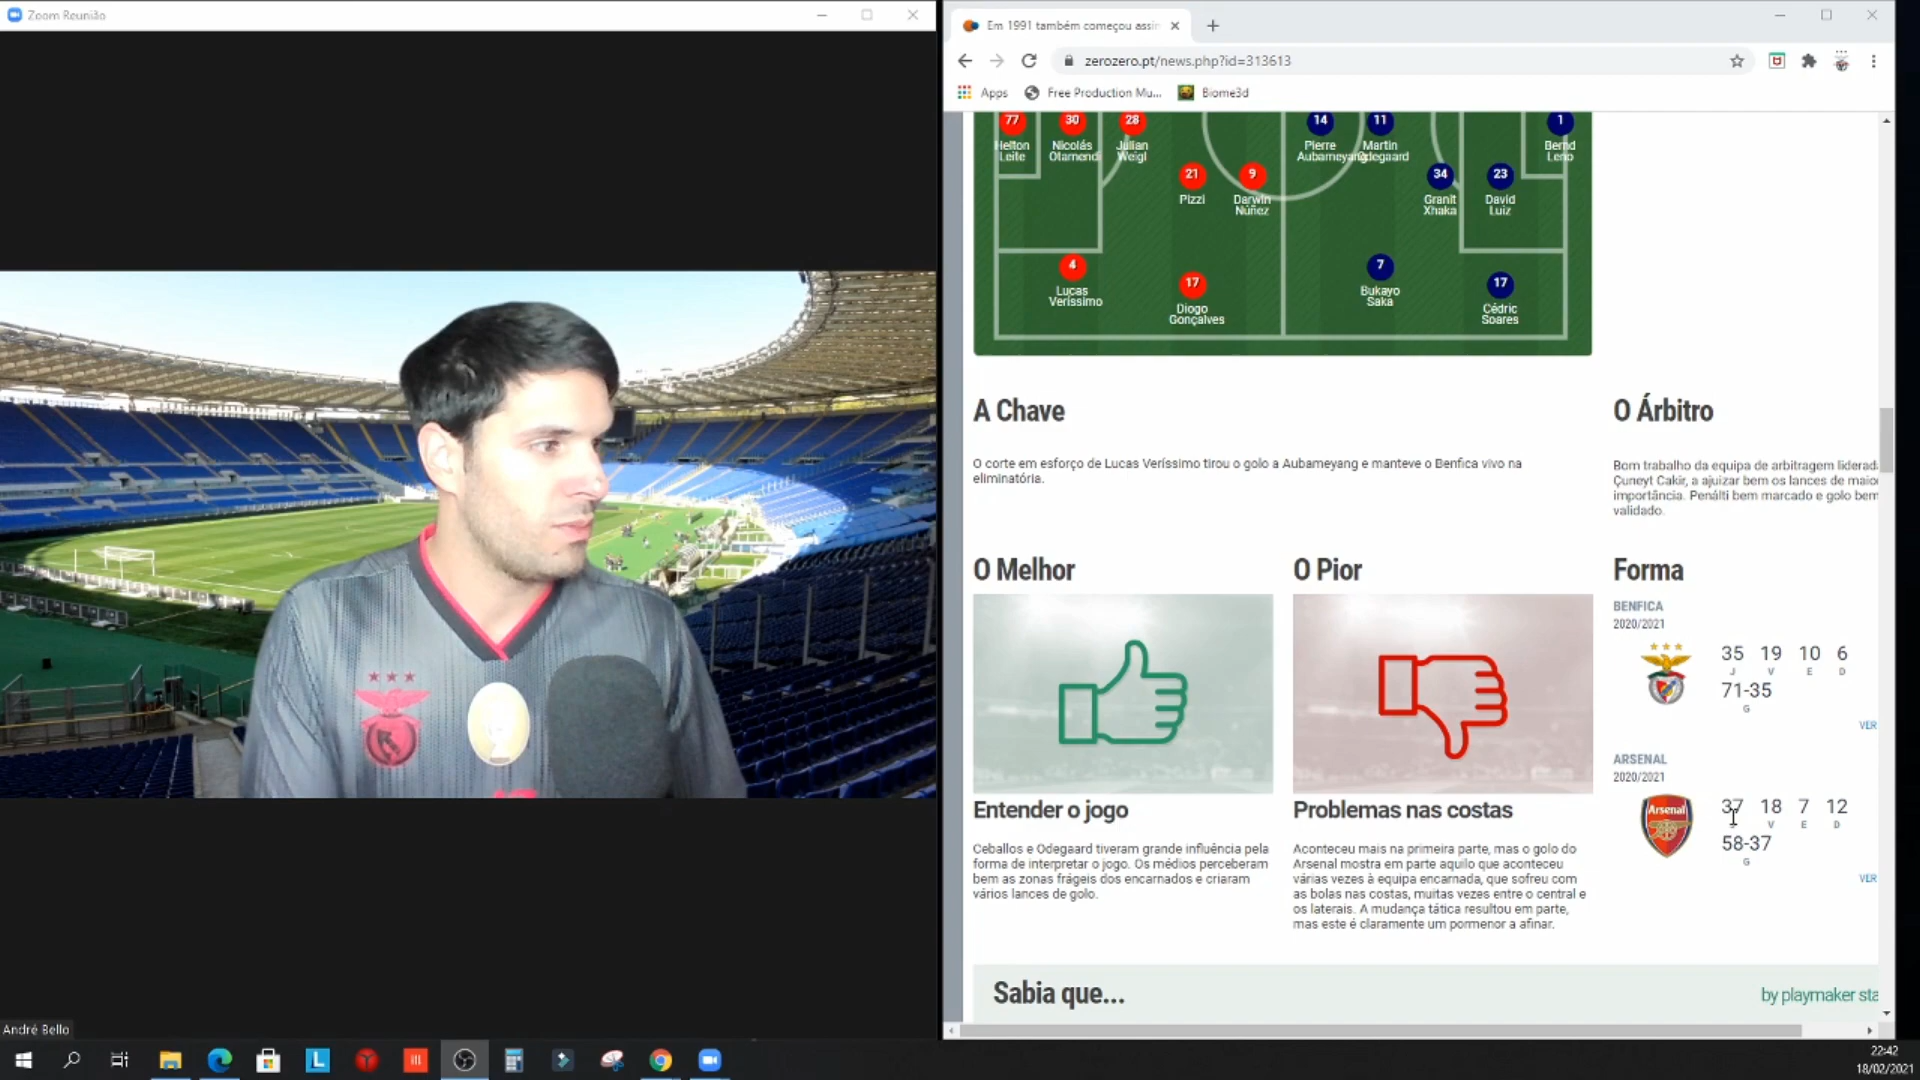 Zoom Reunião
André Bello
Em 1991 também começou assi
zerozero.pt/news.php?id=313613
Apps
Free Production Mu...
Biome3d
77
Helton
Leite
30
Nicolás
Otamendi
28
Julian
Weigl
14
Pierre
Aubameyang
11
Martin
Odegaard
1
Bernd
Leno
21
Pizzi
9
Darwin
Núñez
34
Granit
Xhaka
23
David
Luiz
4
Lucas
Veríssimo
17
Diogo
Gonçalves
7
Bukayo
Saka
17
Cédric
Soares
A Chave
O corte em esforço de Lucas Veríssimo tirou o golo a Aubameyang e manteve o Benfica vivo na
eliminatória.
O Árbitro
Bom trabalho da equipa de arbitragem liderad
Çuneyt Cakir, a ajuizar bem os lances de maio
importância. Penálti bem marcado e golo bem
validado.
O Melhor
Entender o jogo
Ceballos e Odegaard tiveram grande influência pela
forma de interpretar o jogo. Os médios perceberam
bem as zonas frágeis dos encarnados e criaram
vários lances de golo.
O Pior
Problemas nas costas
Aconteceu mais na primeira parte, mas o golo do
Arsenal mostra em parte aquilo que aconteceu
várias vezes à equipa encarnada, que sofreu com
as bolas nas costas, muitas vezes entre o central e
os laterais. A mudança tática resultou em parte,
mas este é claramente um pormenor a afinar.
Forma
BENFICA
2020/2021
35 19 10 6
J V E D
71-35
G
VER
ARSENAL
2020/2021
Arsenal
37 18 7 12
V E D
58-37
G
VER
Sabia que...
by playmaker sta
L
22:42
18/02/2021